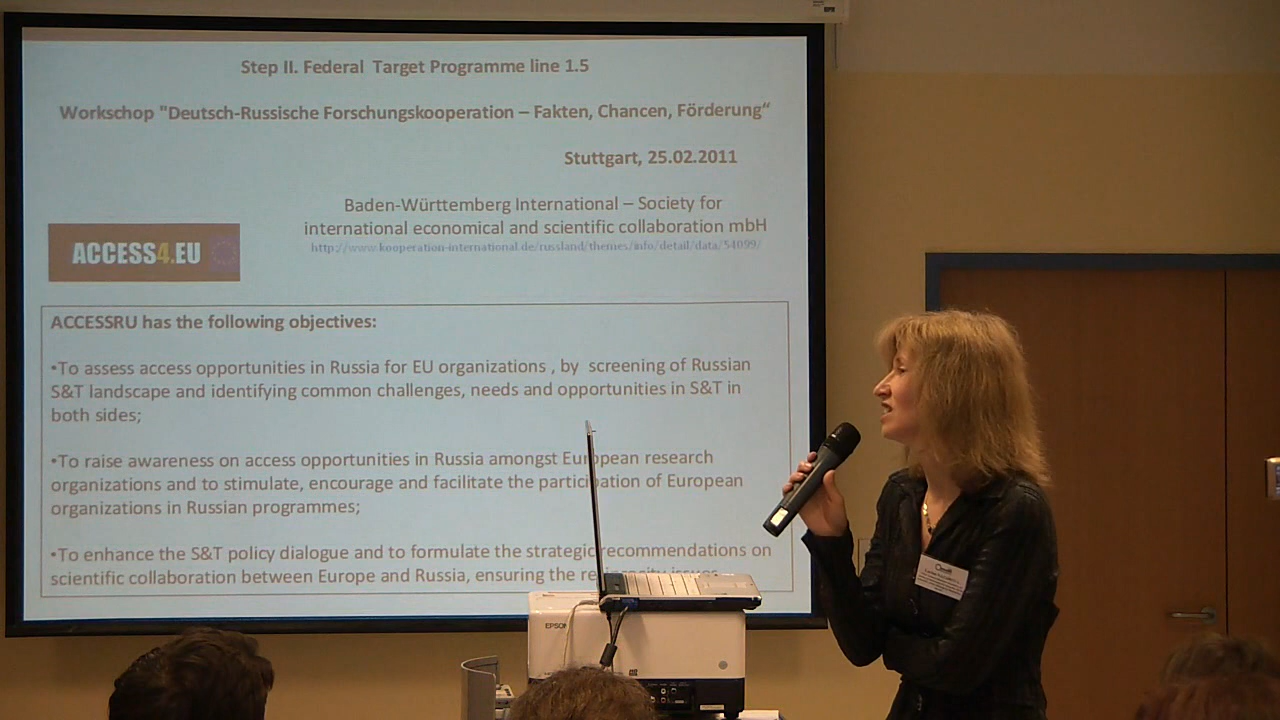 Step II. Federal Target Programme line 1.5
Workschop "Deutsch-Russische Forschungskooperation – Fakten, Chancen, Förderung“
Stuttgart, 25.02.2011
Baden-Württemberg International – Society for
international economical and scientific collaboration mbH
http://www.kooperation-international.de/russland/themes/info/detail/data/54099/
ACCESS4.EU
ACCESSRU has the following objectives:
•To assess access opportunities in Russia for EU organizations , by screening of Russian
S&T landscape and identifying common challenges, needs and opportunities in S&T in
both sides;
•To raise awareness on access opportunities in Russia amongst European research
organizations and to stimulate, encourage and facilitate the participation of European
organizations in Russian programmes;
•To enhance the S&T policy dialogue and to formulate the strategic recommendations on
scientific collaboration between Europe and Russia, ensuring the reciprocity issues
EPSON